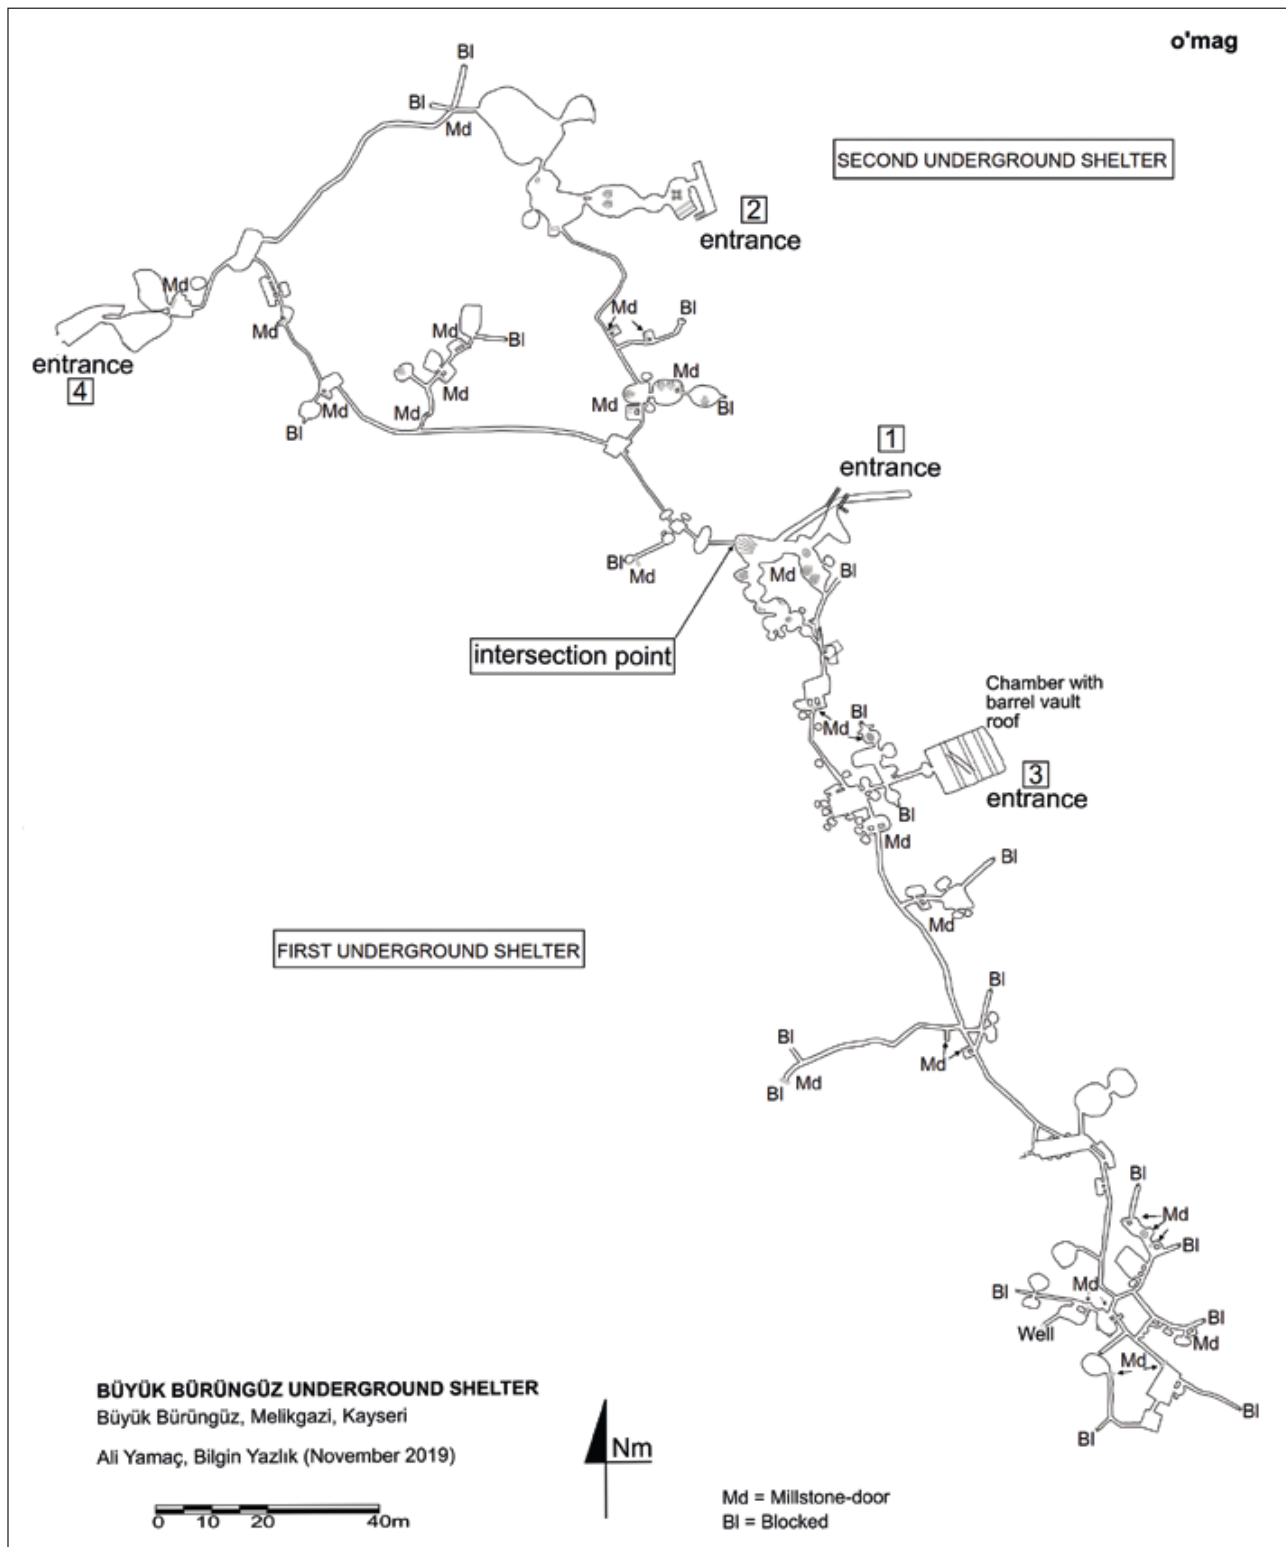 o'mag
Bl
Bl
Md
SECOND UNDERGROUND SHELTER
2
entrance
Md
Md
Bl
entrance
4
Md
Md
Bl
Md
Md
Bl
Md
Md
Md
Bl
Md
Bl
1
entrance
Bl
Md
Md
Bl
intersection point
Chamber with
barrel vault
roof
Bl
Md
3
entrance
Bl
Md
Bl
Md
FIRST UNDERGROUND SHELTER
Bl
Bl
Md
Md
Bl
Bl
Md
Bl
Md
Bl
Bl
Md
Well
Md
Md
Bl
Bl
BÜYÜK BÜRÜNGÜZ UNDERGROUND SHELTER
Büyük Bürüngüz, Melikgazi, Kayseri
Ali Yamaç, Bilgin Yazlık (November 2019)
Nm
0 10 20 40m
Md = Millstone-door
Bl = Blocked